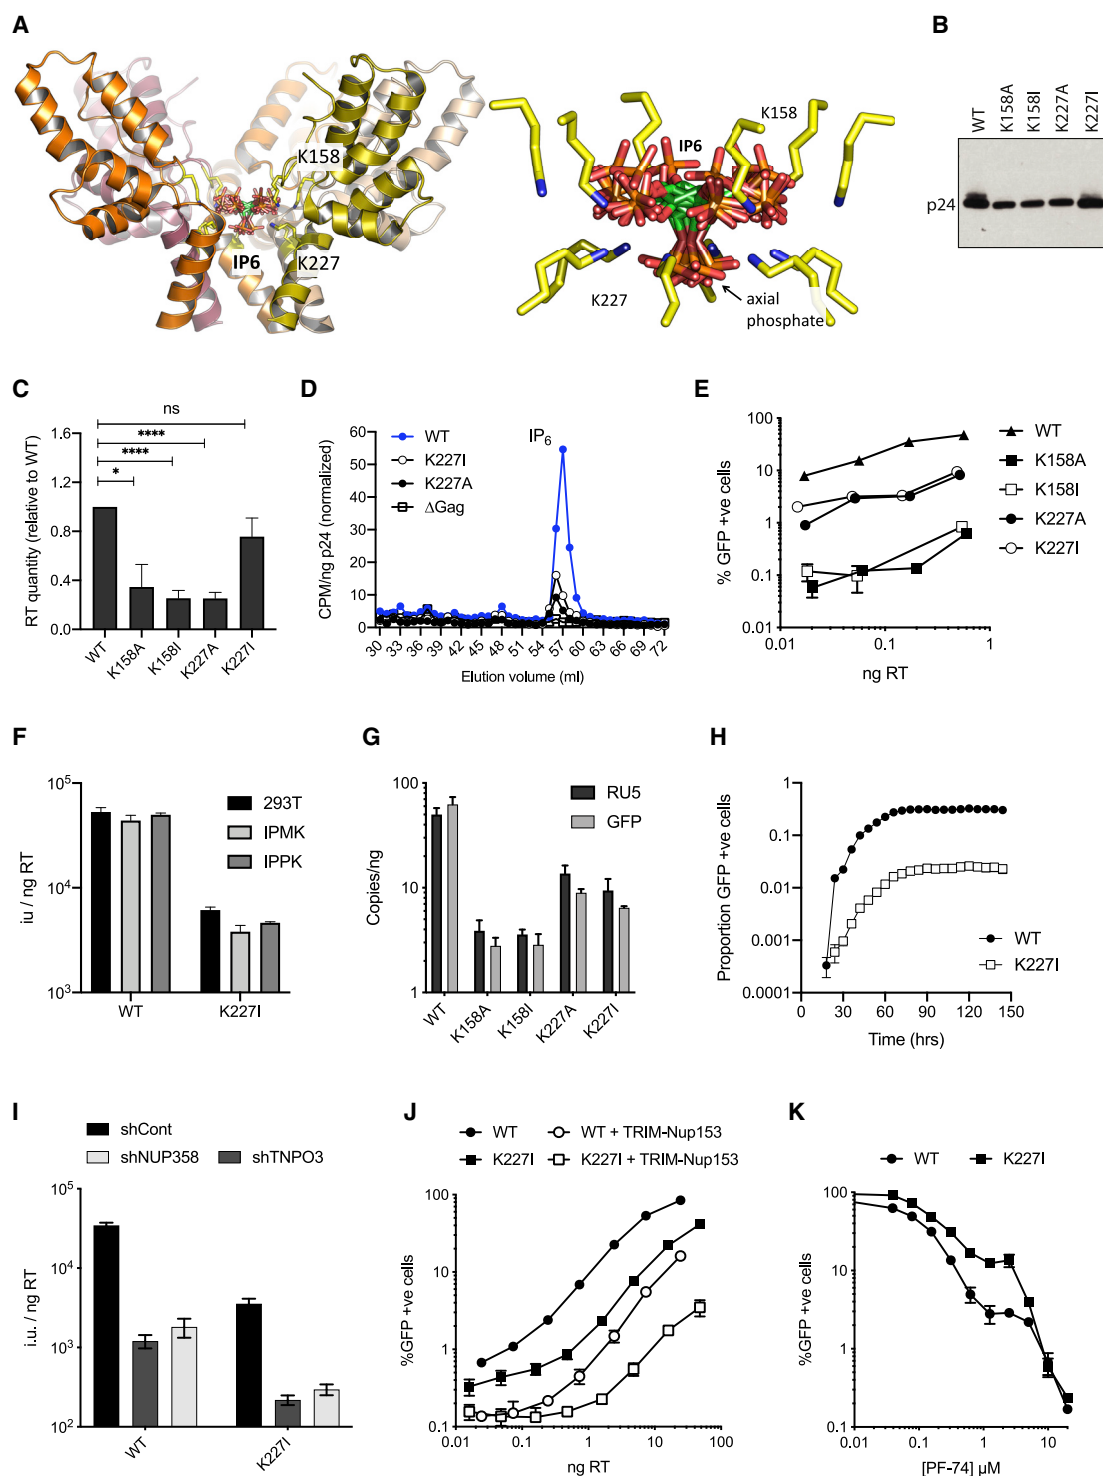 A
K158
IP6
K227
K158
IP6
K227
axial
phosphate
B
WT
K158A
K158I
K227A
K227I
p24
C
ns
****
****
*
RT quantity (relative to WT)
1.6
1.2
0.8
0.4
0.0
WT
K158A
K158I
K227A
K227I
D
CPM/ng p24 (normalized)
60
50
40
30
20
10
0
WT
K227I
K227A
ΔGag
IP6
30 33 36 39 42 45 48 51 54 57 60 63 66 69 72
Elution volume (ml)
E
% GFP +ve cells
100
10
1
0.1
0.01
0.01 0.1 1
ng RT
WT
K158A
K158I
K227A
K227I
F
iu / ng RT
10^5
10^4
10^3
293T
IPMK
IPPK
WT K227I
G
Copies/ng
100
10
1
RU5
GFP
WT
K158A
K158I
K227A
K227I
H
Proportion GFP +ve cells
1
0.1
0.01
0.001
0.0001
WT
K227I
0 30 60 90 120 150
Time (hrs)
I
shCont
shNUP358 shTNPO3
i.u. / ng RT
10^5
10^4
10^3
10^2
WT
K227I
J
WT WT + TRIM-Nup153
K227I K227I + TRIM-Nup153
%GFP +ve cells
100
10
1
0.1
0.01 0.1 1 10 100
ng RT
K
WT K227I
%GFP +ve cells
100
10
1
0.1
0.01 0.1 1 10
[PF-74] µM